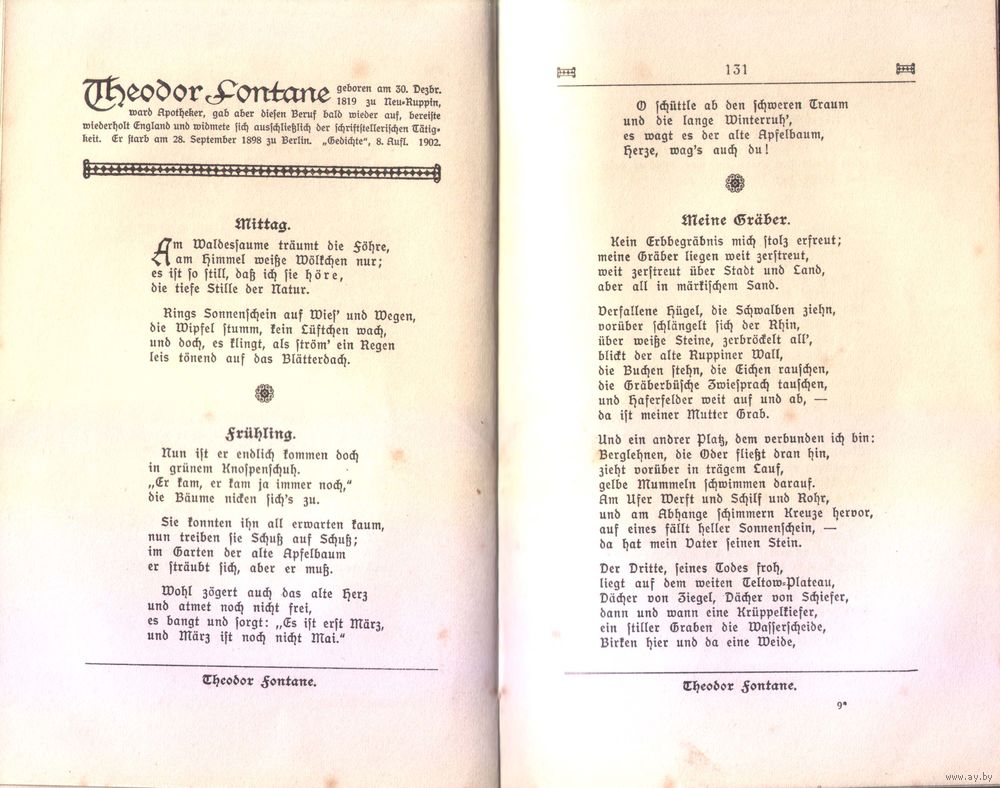 Theodor Fontane geboren am 30. Dezbr.
1819 zu Neu-Ruppin,
ward Apotheker, gab aber diesen Beruf bald wieder auf, bereiste
wiederholt England und widmete sich ausschließlich der schriftstellerischen Tätig-
keit. Er starb am 28. September 1898 zu Berlin. „Gedichte“, 8. Aufl. 1902.
Mittag.
Am Waldessaume träumt die Föhre,
am Himmel weiße Wölkchen nur;
es ist so still, daß ich sie höre,
die tiefe Stille der Natur.
Rings Sonnenschein auf Wies' und Wegen,
die Wipfel stumm, kein Lüftchen wach,
und doch, es klingt, als ström' ein Regen
leis tönend auf das Blätterdach.
Frühling.
Nun ist er endlich kommen doch
in grünem Knospenschuh.
„Er kam, er kam ja immer noch,“
die Bäume nicken sich's zu.
Sie konnten ihn all erwarten kaum,
nun treiben sie Schuß auf Schuß;
im Garten der alte Apfelbaum
er sträubt sich, aber er muß.
Wohl zögert auch das alte Herz
und atmet noch nicht frei,
es bangt und sorgt: „Es ist erst März,
und März ist noch nicht Mai.“
Theodor Fontane.
131
O schüttle ab den schweren Traum
und die lange Winterruh',
es wagt es der alte Apfelbaum,
Herze, wag's auch du!
Meine Gräber.
Kein Erbbegräbnis mich stolz erfreut;
meine Gräber liegen weit zerstreut,
weit zerstreut über Stadt und Land,
aber all in märkischem Sand.
Verfallene Hügel, die Schwalben ziehn,
vorüber schlängelt sich der Rhin,
über weiße Steine, zerbröckelt all',
blickt der alte Ruppiner Wall,
die Buchen stehn, die Eichen rauschen,
die Gräberbüsche Zwiesprach tauschen,
und Haferfelder weit auf und ab, —
da ist meiner Mutter Grab.
Und ein andrer Platz, dem verbunden ich bin:
Berglehnen, die Oder fließt dran hin,
zieht vorüber in trägem Lauf,
gelbe Mummeln schwimmen darauf.
Am Ufer Werft und Schilf und Rohr,
und am Abhange schimmern Kreuze hervor,
auf eines fällt heller Sonnenschein, —
da hat mein Vater seinen Stein.
Der Dritte, seines Todes froh,
liegt auf dem weiten Teltow-Plateau,
Dächer von Ziegel, Dächer von Schiefer,
dann und wann eine Krüppelkiefer,
ein stiller Graben die Wasserscheide,
Birken hier und da eine Weide,
Theodor Fontane.
9*
www.ay.by